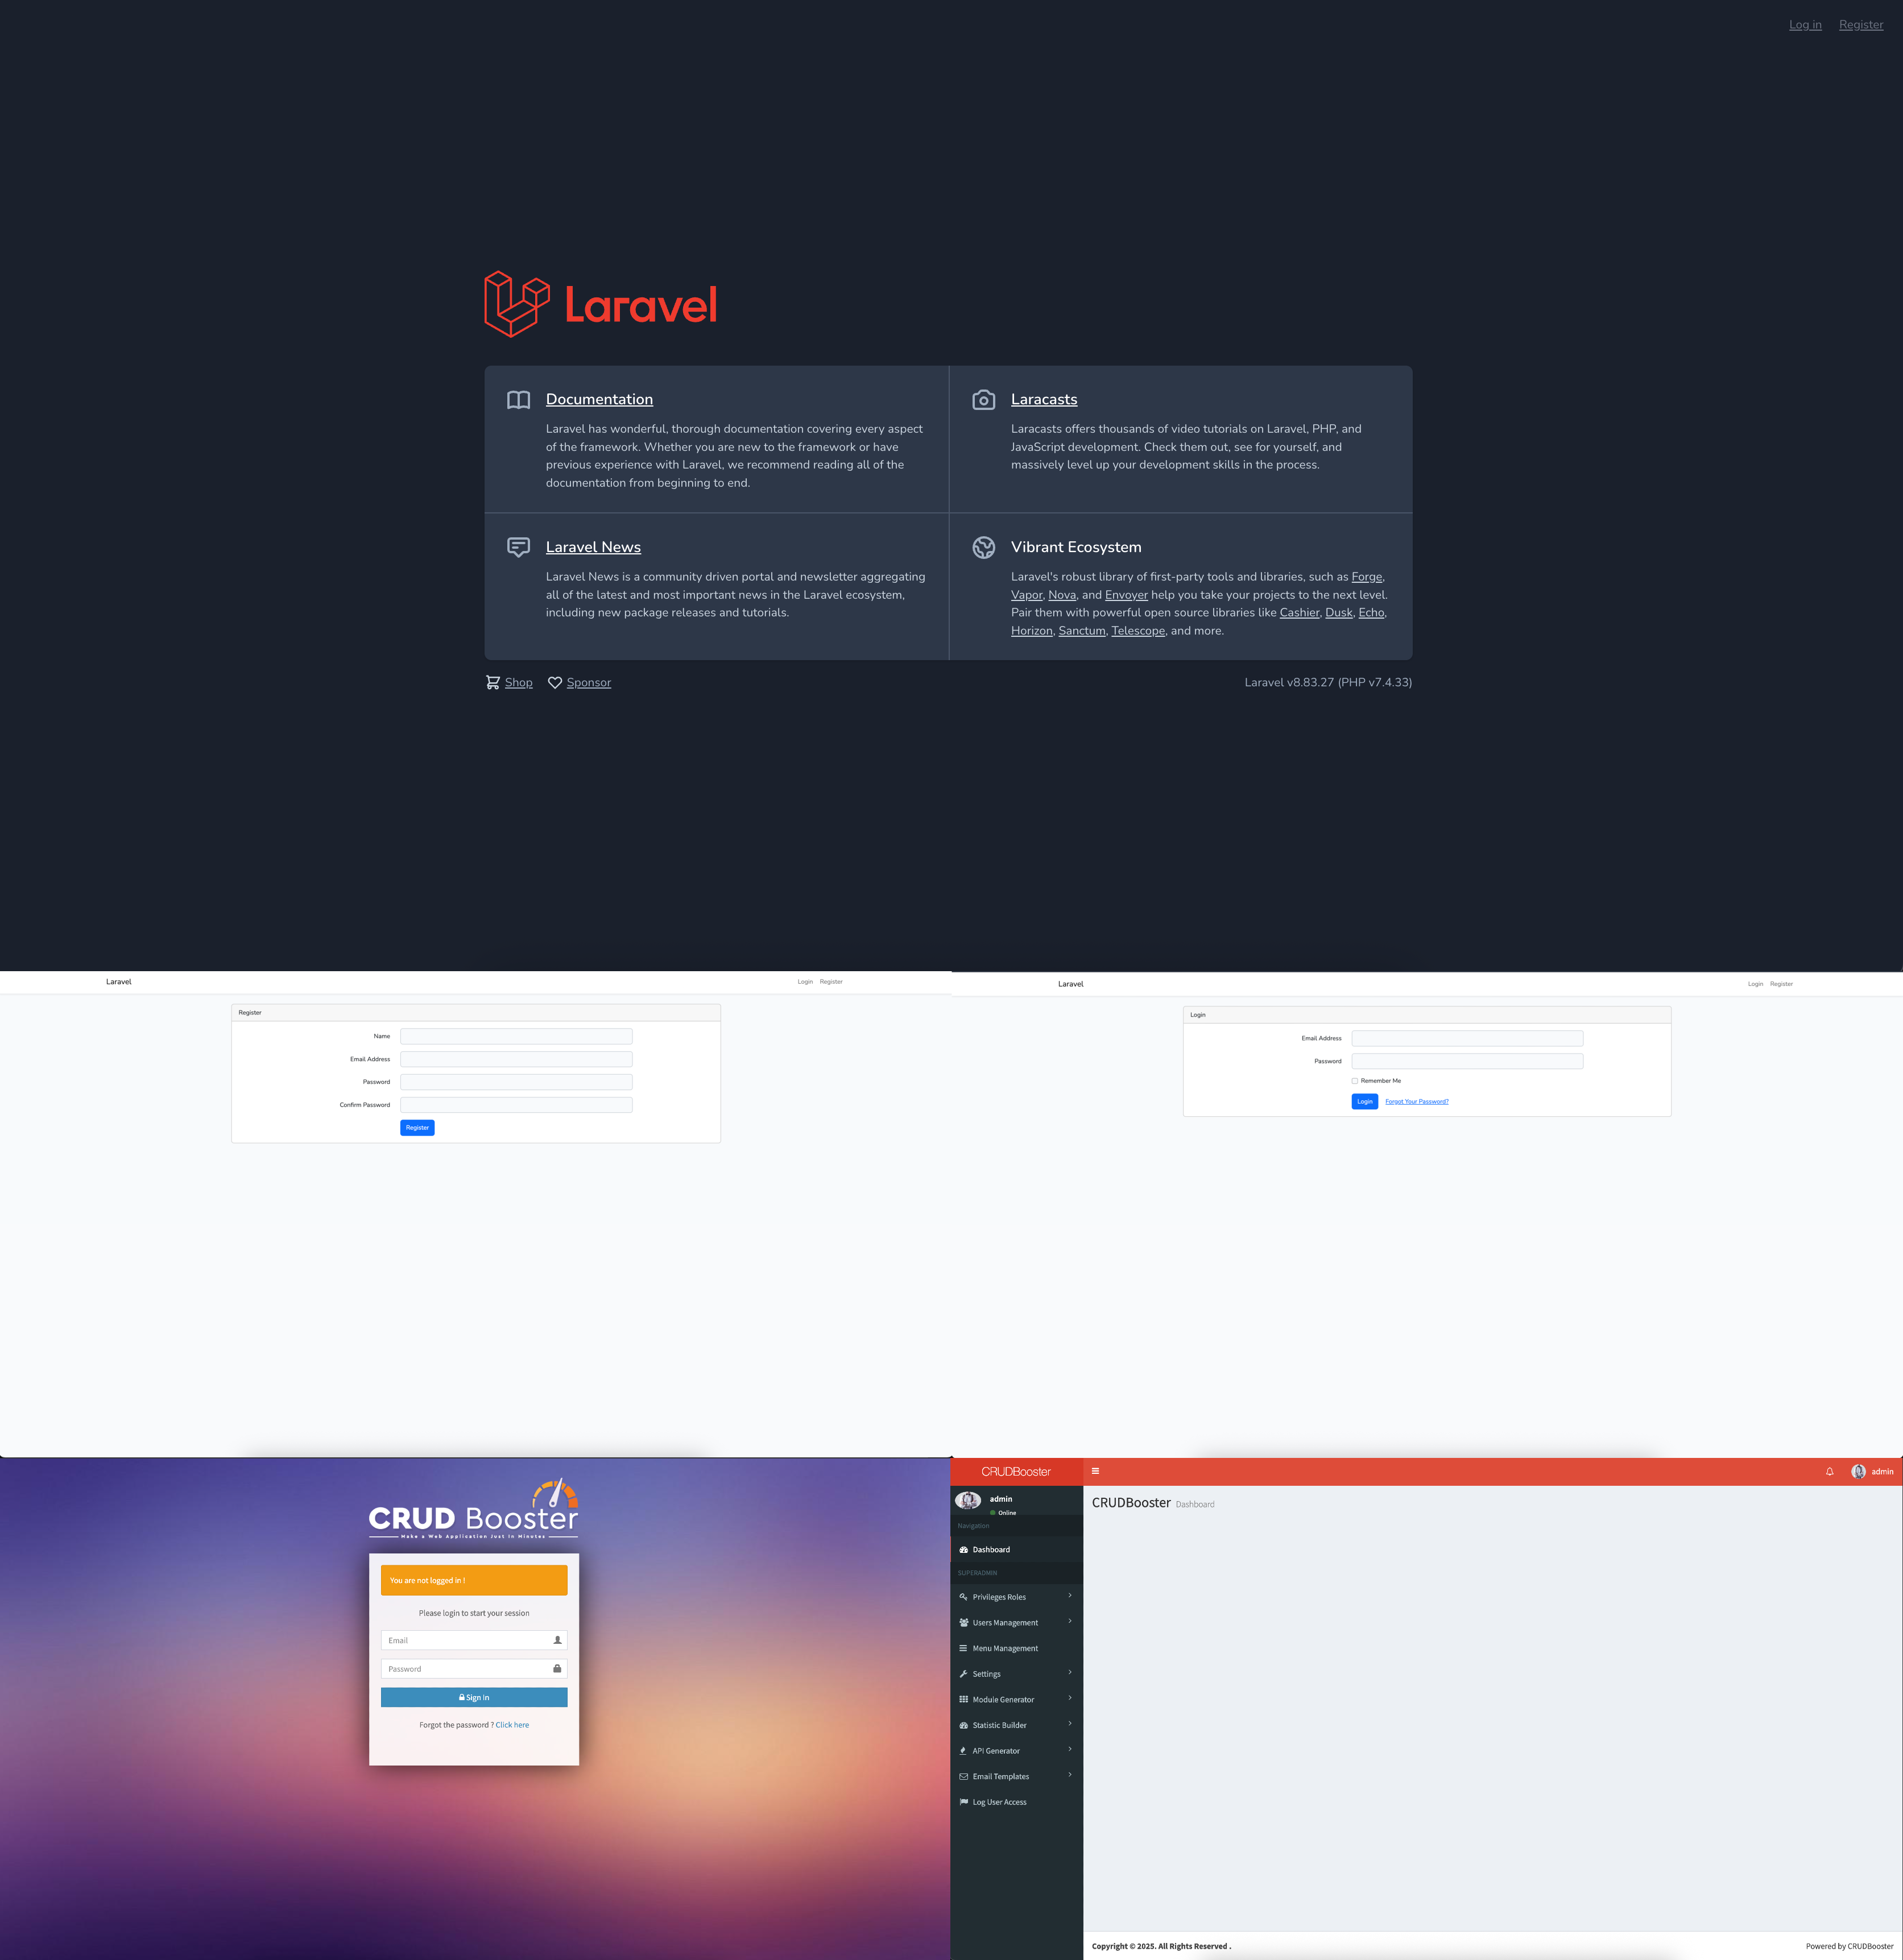 Log in Register
Laravel
Documentation
Laravel has wonderful, thorough documentation covering every aspect
of the framework. Whether you are new to the framework or have
previous experience with Laravel, we recommend reading all of the
documentation from beginning to end.
Laracasts
Laracasts offers thousands of video tutorials on Laravel, PHP, and
JavaScript development. Check them out, see for yourself, and
massively level up your development skills in the process.
Laravel News
Laravel News is a community driven portal and newsletter aggregating
all of the latest and most important news in the Laravel ecosystem,
including new package releases and tutorials.
Vibrant Ecosystem
Laravel's robust library of first-party tools and libraries, such as Forge,
Vapor, Nova, and Envoyer help you take your projects to the next level.
Pair them with powerful open source libraries like Cashier, Dusk, Echo,
Horizon, Sanctum, Telescope, and more.
Shop Sponsor
Laravel v8.83.27 (PHP v7.4.33)
Laravel
Login Register
Register
Name
Email Address
Password
Confirm Password
Register
Laravel
Login Register
Login
Email Address
Password
Remember Me
Login Forgot Your Password?
CRUD Booster
Make a Web Application Just In Minutes
You are not logged in !
Please login to start your session
Email
Password
Sign In
Forgot the password ? Click here
CRUDBooster
admin
admin
Online
Navigation
Dashboard
SUPERADMIN
Privileges Roles
Users Management
Menu Management
Settings
Module Generator
Statistic Builder
API Generator
Email Templates
Log User Access
CRUDBooster Dashboard
Copyright © 2025. All Rights Reserved .
Powered by CRUDBooster